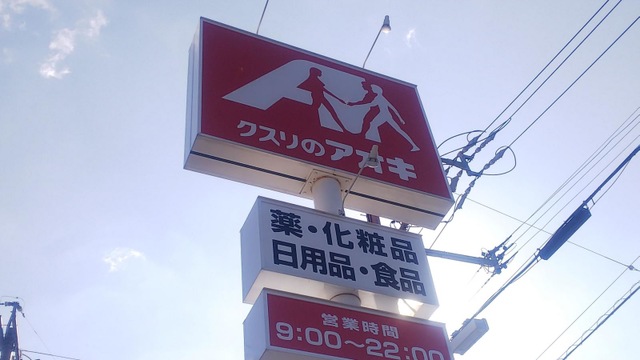 クスリのアオキ
薬・化粧品
日用品・食品
営業時間
9:00～22:00